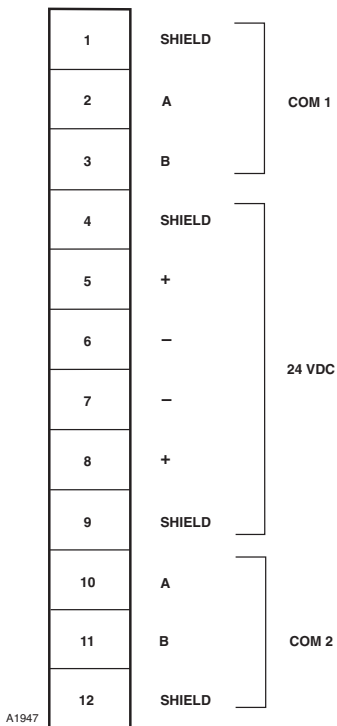 1 SHIELD
2 A COM 1
3 B
4 SHIELD
5 +
6 –
24 VDC
7 –
8 +
9 SHIELD
10 A
11 B COM 2
12 SHIELD
A1947